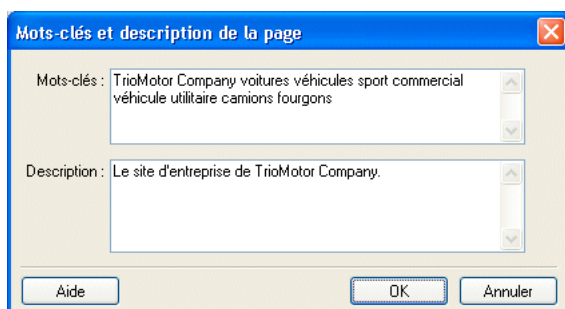 Mots-clés et description de la page
Mots-clés : TrioMotor Company voitures véhicules sport commercial
véhicule utilitaire camions fourgons
Description : Le site d'entreprise de TrioMotor Company.
Aide OK Annuler